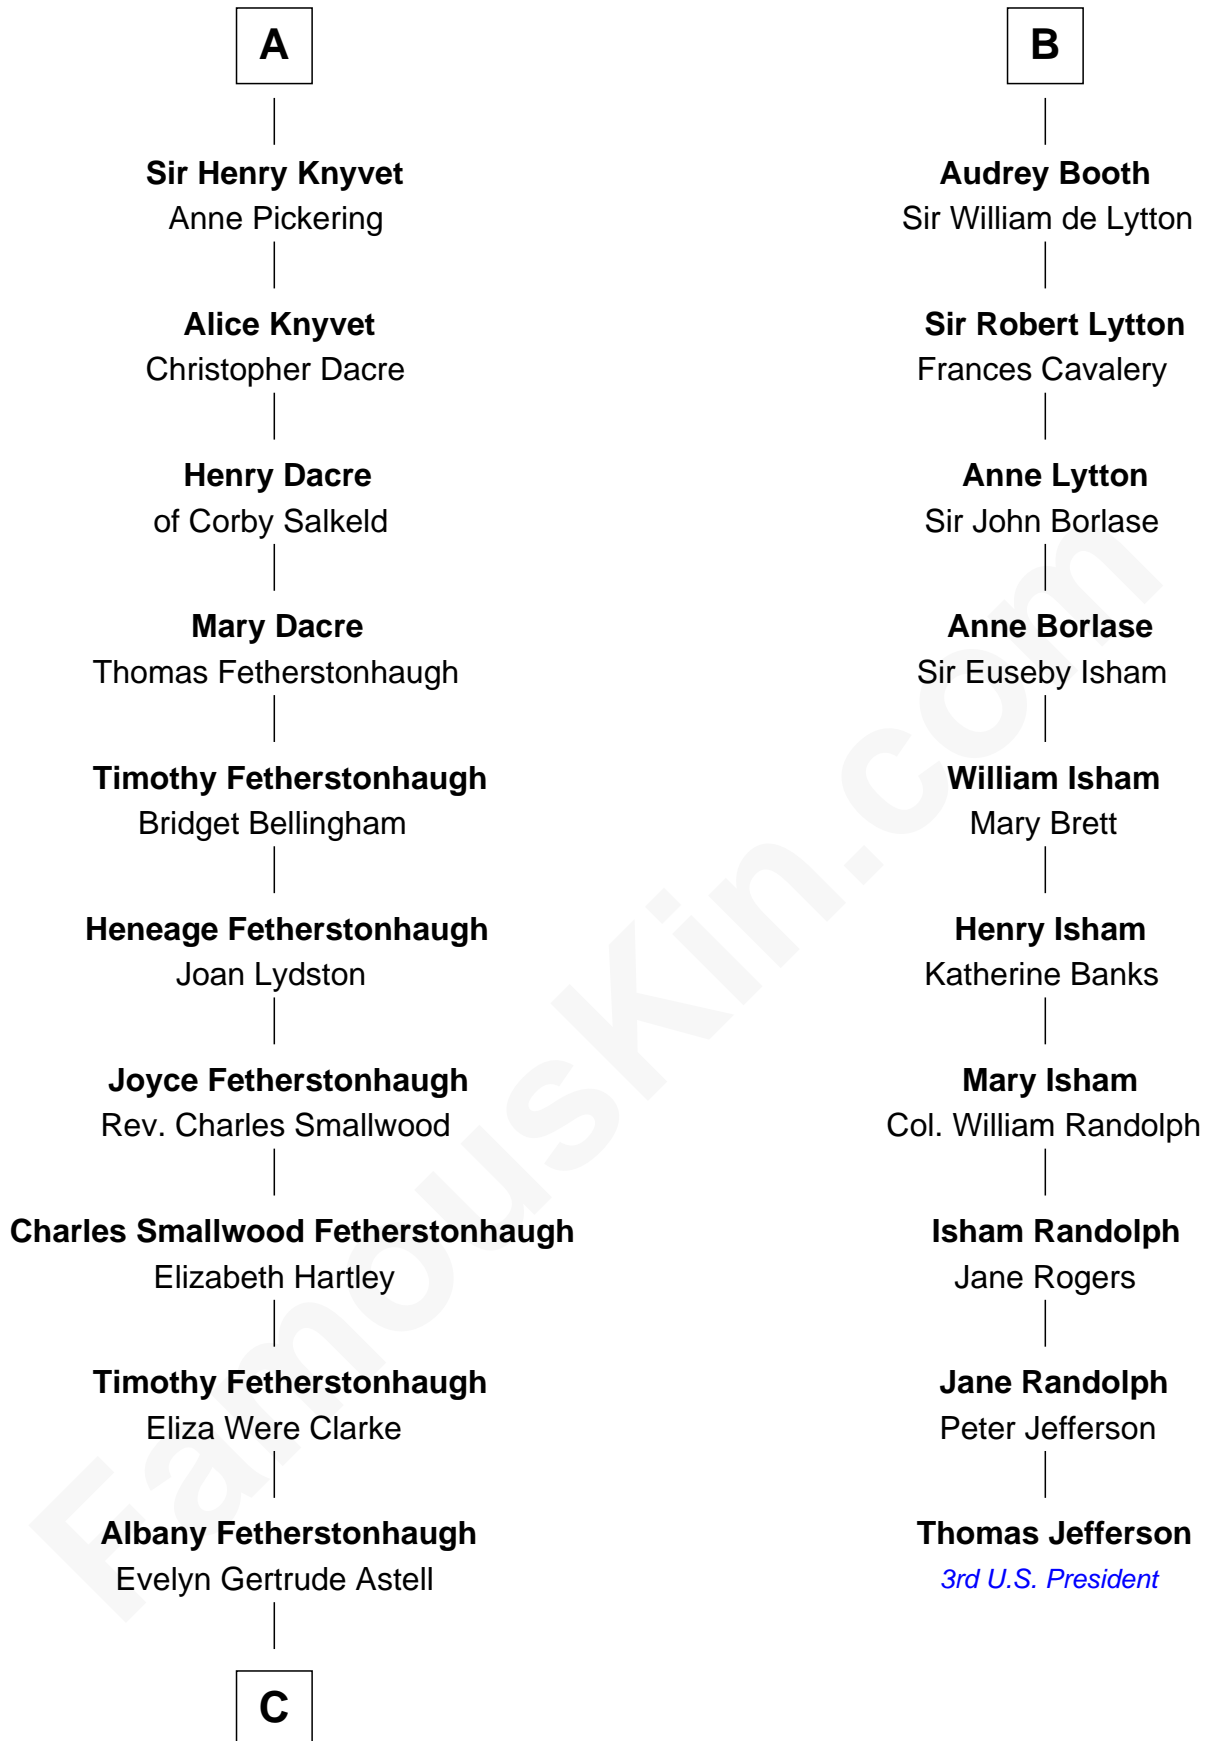 A
Sir Henry Knyvet
Anne Pickering
Alice Knyvet
Christopher Dacre
Henry Dacre
of Corby Salkeld
Mary Dacre
Thomas Fetherstonhaugh
Timothy Fetherstonhaugh
Bridget Bellingham
Heneage Fetherstonhaugh
Joan Lydston
Joyce Fetherstonhaugh
Rev. Charles Smallwood
Charles Smallwood Fetherstonhaugh
Elizabeth Hartley
Timothy Fetherstonhaugh
Eliza Were Clarke
Albany Fetherstonhaugh
Evelyn Gertrude Astell
C
B
Audrey Booth
Sir William de Lytton
Sir Robert Lytton
Frances Cavalery
Anne Lytton
Sir John Borlase
Anne Borlase
Sir Euseby Isham
William Isham
Mary Brett
Henry Isham
Katherine Banks
Mary Isham
Col. William Randolph
Isham Randolph
Jane Rogers
Jane Randolph
Peter Jefferson
Thomas Jefferson
3rd U.S. President
FamousKin.com